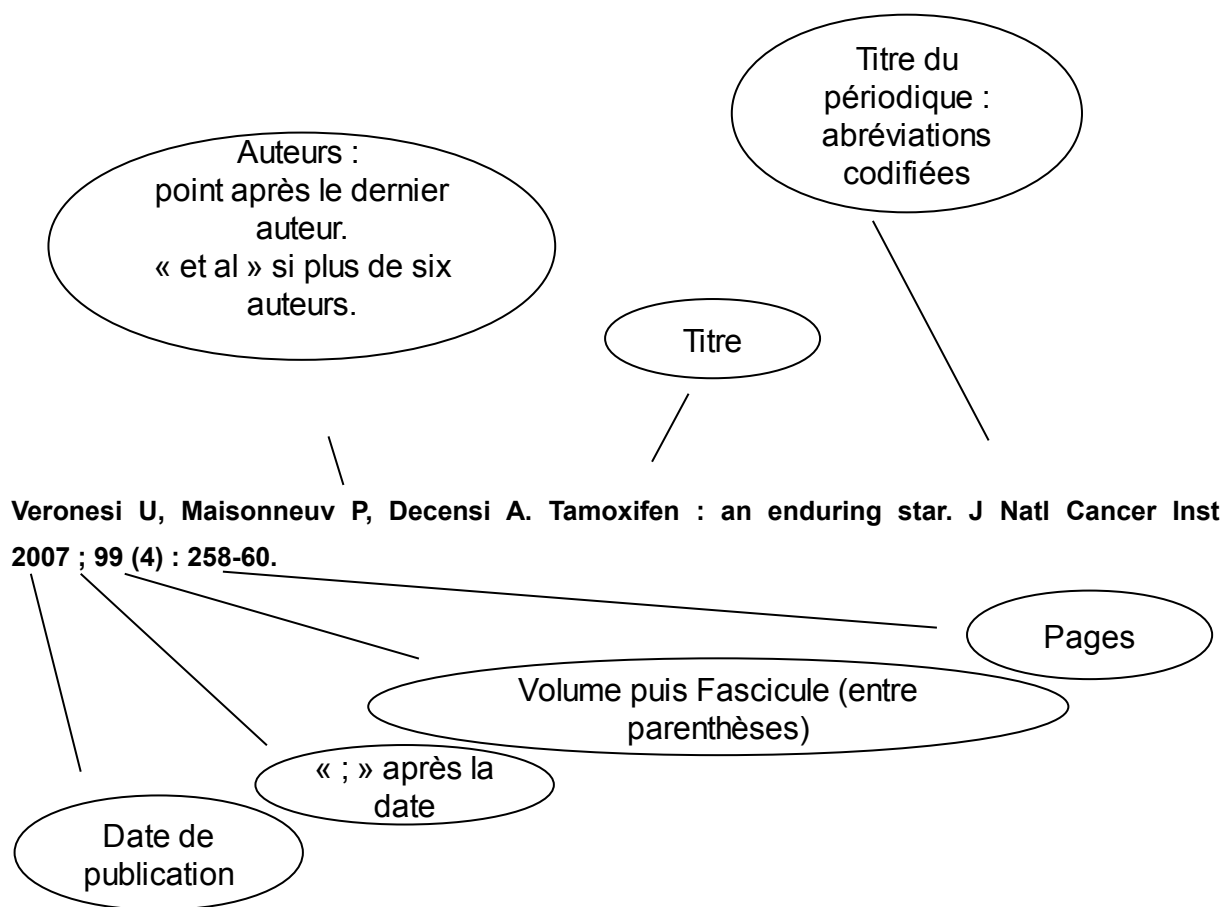 Titre du
périodique :
abréviations
codifiées
Auteurs :
point après le dernier
auteur.
« et al » si plus de six
auteurs.
Titre
Veronesi U, Maisonneuv P, Decensi A. Tamoxifen : an enduring star. J Natl Cancer Inst
2007 ; 99 (4) : 258-60.
Pages
Volume puis Fascicule (entre
parenthèses)
« ; » après la
date
Date de
publication